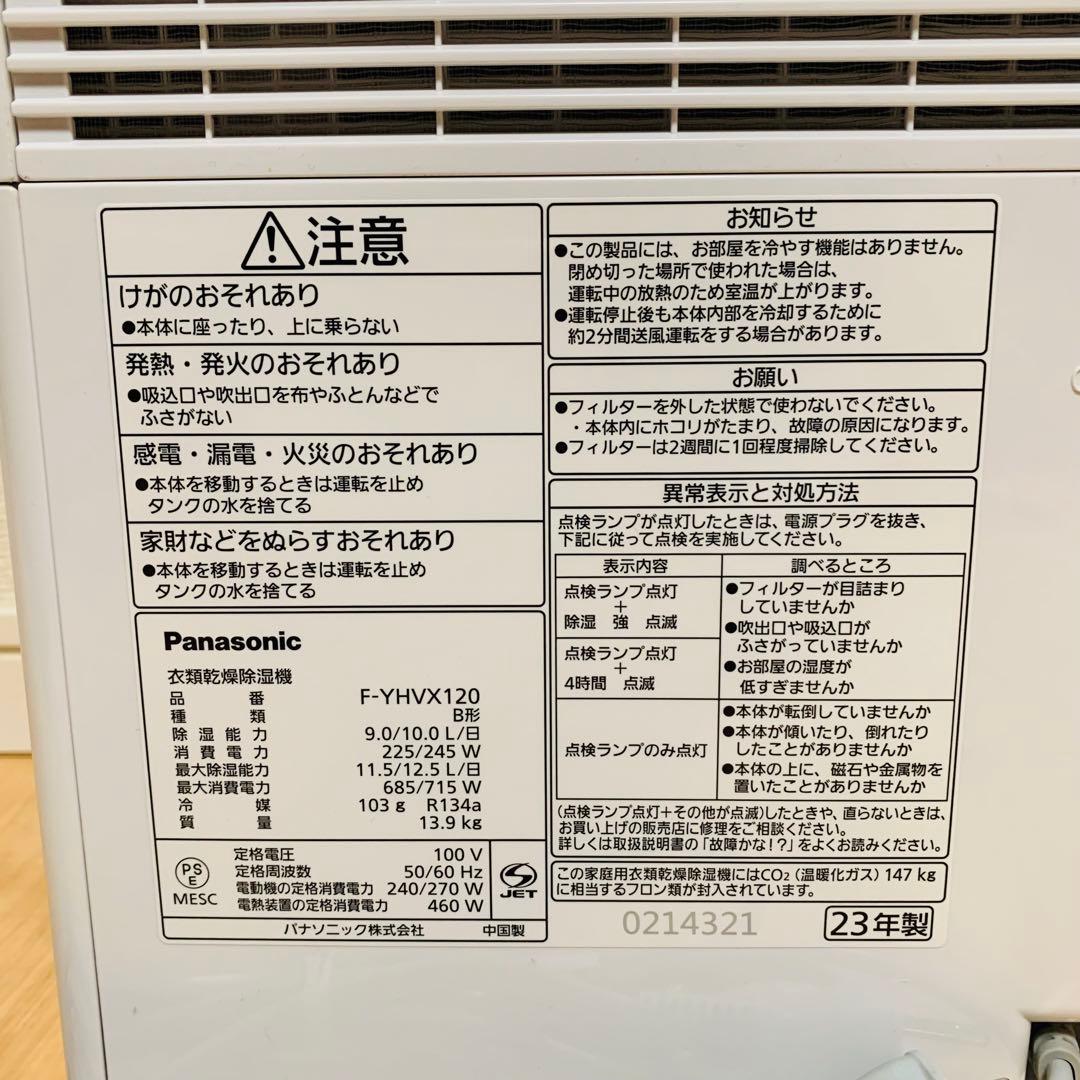 注意
けがのおそれあり
●本体に座ったり、上に乗らない
発熱・発火のおそれあり
●吸込口や吹出口を布やふとんなどで
ふさがない
感電・漏電・火災のおそれあり
●本体を移動するときは運転を止め
タンクの水を捨てる
家財などをぬらすおそれあり
●本体を移動するときは運転を止め
タンクの水を捨てる
Panasonic
衣類乾燥除湿機
品番 F-YHVX120
種類 B形
除湿能力 9.0/10.0 L/日
消費電力 225/245 W
最大除湿能力 11.5/12.5 L/日
最大消費電力 685/715 W
冷媒 103 g R134a
質量 13.9 kg
PSE
MESC
定格電圧 100 V
定格周波数 50/60 Hz
電動機の定格消費電力 240/270 W
電熱装置の定格消費電力 460 W
S
JET
パナソニック株式会社 中国製
お知らせ
●この製品には、お部屋を冷やす機能はありません。
閉め切った場所で使われた場合は、
運転中の放熱のため室温が上がります。
●運転停止後も本体内部を冷却するために
約2分間送風運転をする場合があります。
お願い
●フィルターを外した状態で使わないでください。
・本体内にホコリがたまり、故障の原因になります。
●フィルターは2週間に1回程度掃除してください。
異常表示と対処方法
点検ランプが点灯したときは、電源プラグを抜き、
下記に従って点検を実施してください。
表示内容 調べるところ
点検ランプ点灯
+
除湿 強 点滅
点検ランプ点灯
+
4時間 点滅
●フィルターが目詰まり
していませんか
●吹出口や吸込口が
ふさがっていませんか
●お部屋の湿度が
低すぎませんか
点検ランプのみ点灯
●本体が転倒していませんか
●本体が傾いたり、倒れたり
したことがありませんか
●本体の上に、磁石や金属物を
置いたことがありませんか
(点検ランプ点灯+その他が点滅)したときや、直らないときは、
お買い上げの販売店に修理をご相談ください。
詳しくは取扱説明書の「故障かな!?」をよくお読みください。
この家庭用衣類乾燥除湿機にはCO₂(温暖化ガス)147 kg
に相当するフロン類が封入されています。
0214321 23年製